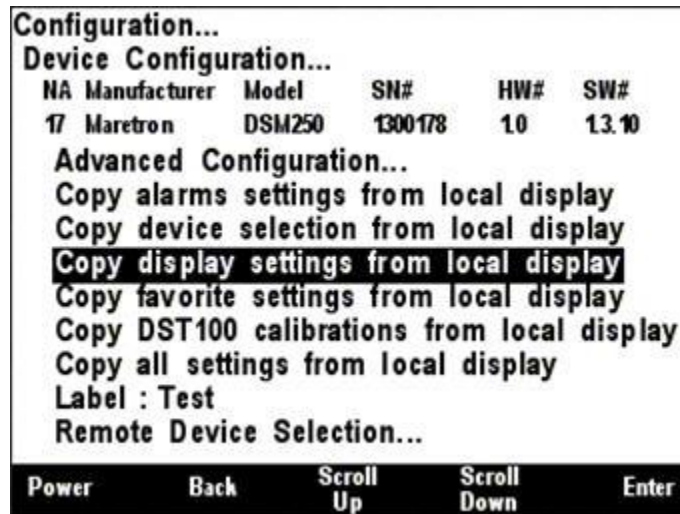 Configuration...
Device Configuration...
NA Manufacturer Model SN# HW# SW#
17 Maretron DSM250 1300178 1.0 1.3.10
Advanced Configuration...
Copy alarms settings from local display
Copy device selection from local display
Copy display settings from local display
Copy favorite settings from local display
Copy DST100 calibrations from local display
Copy all settings from local display
Label : Test
Remote Device Selection...
Power Back Scroll Up Scroll Down Enter